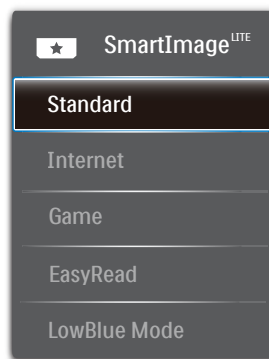 SmartImage LITE
Standard
Internet
Game
EasyRead
LowBlue Mode